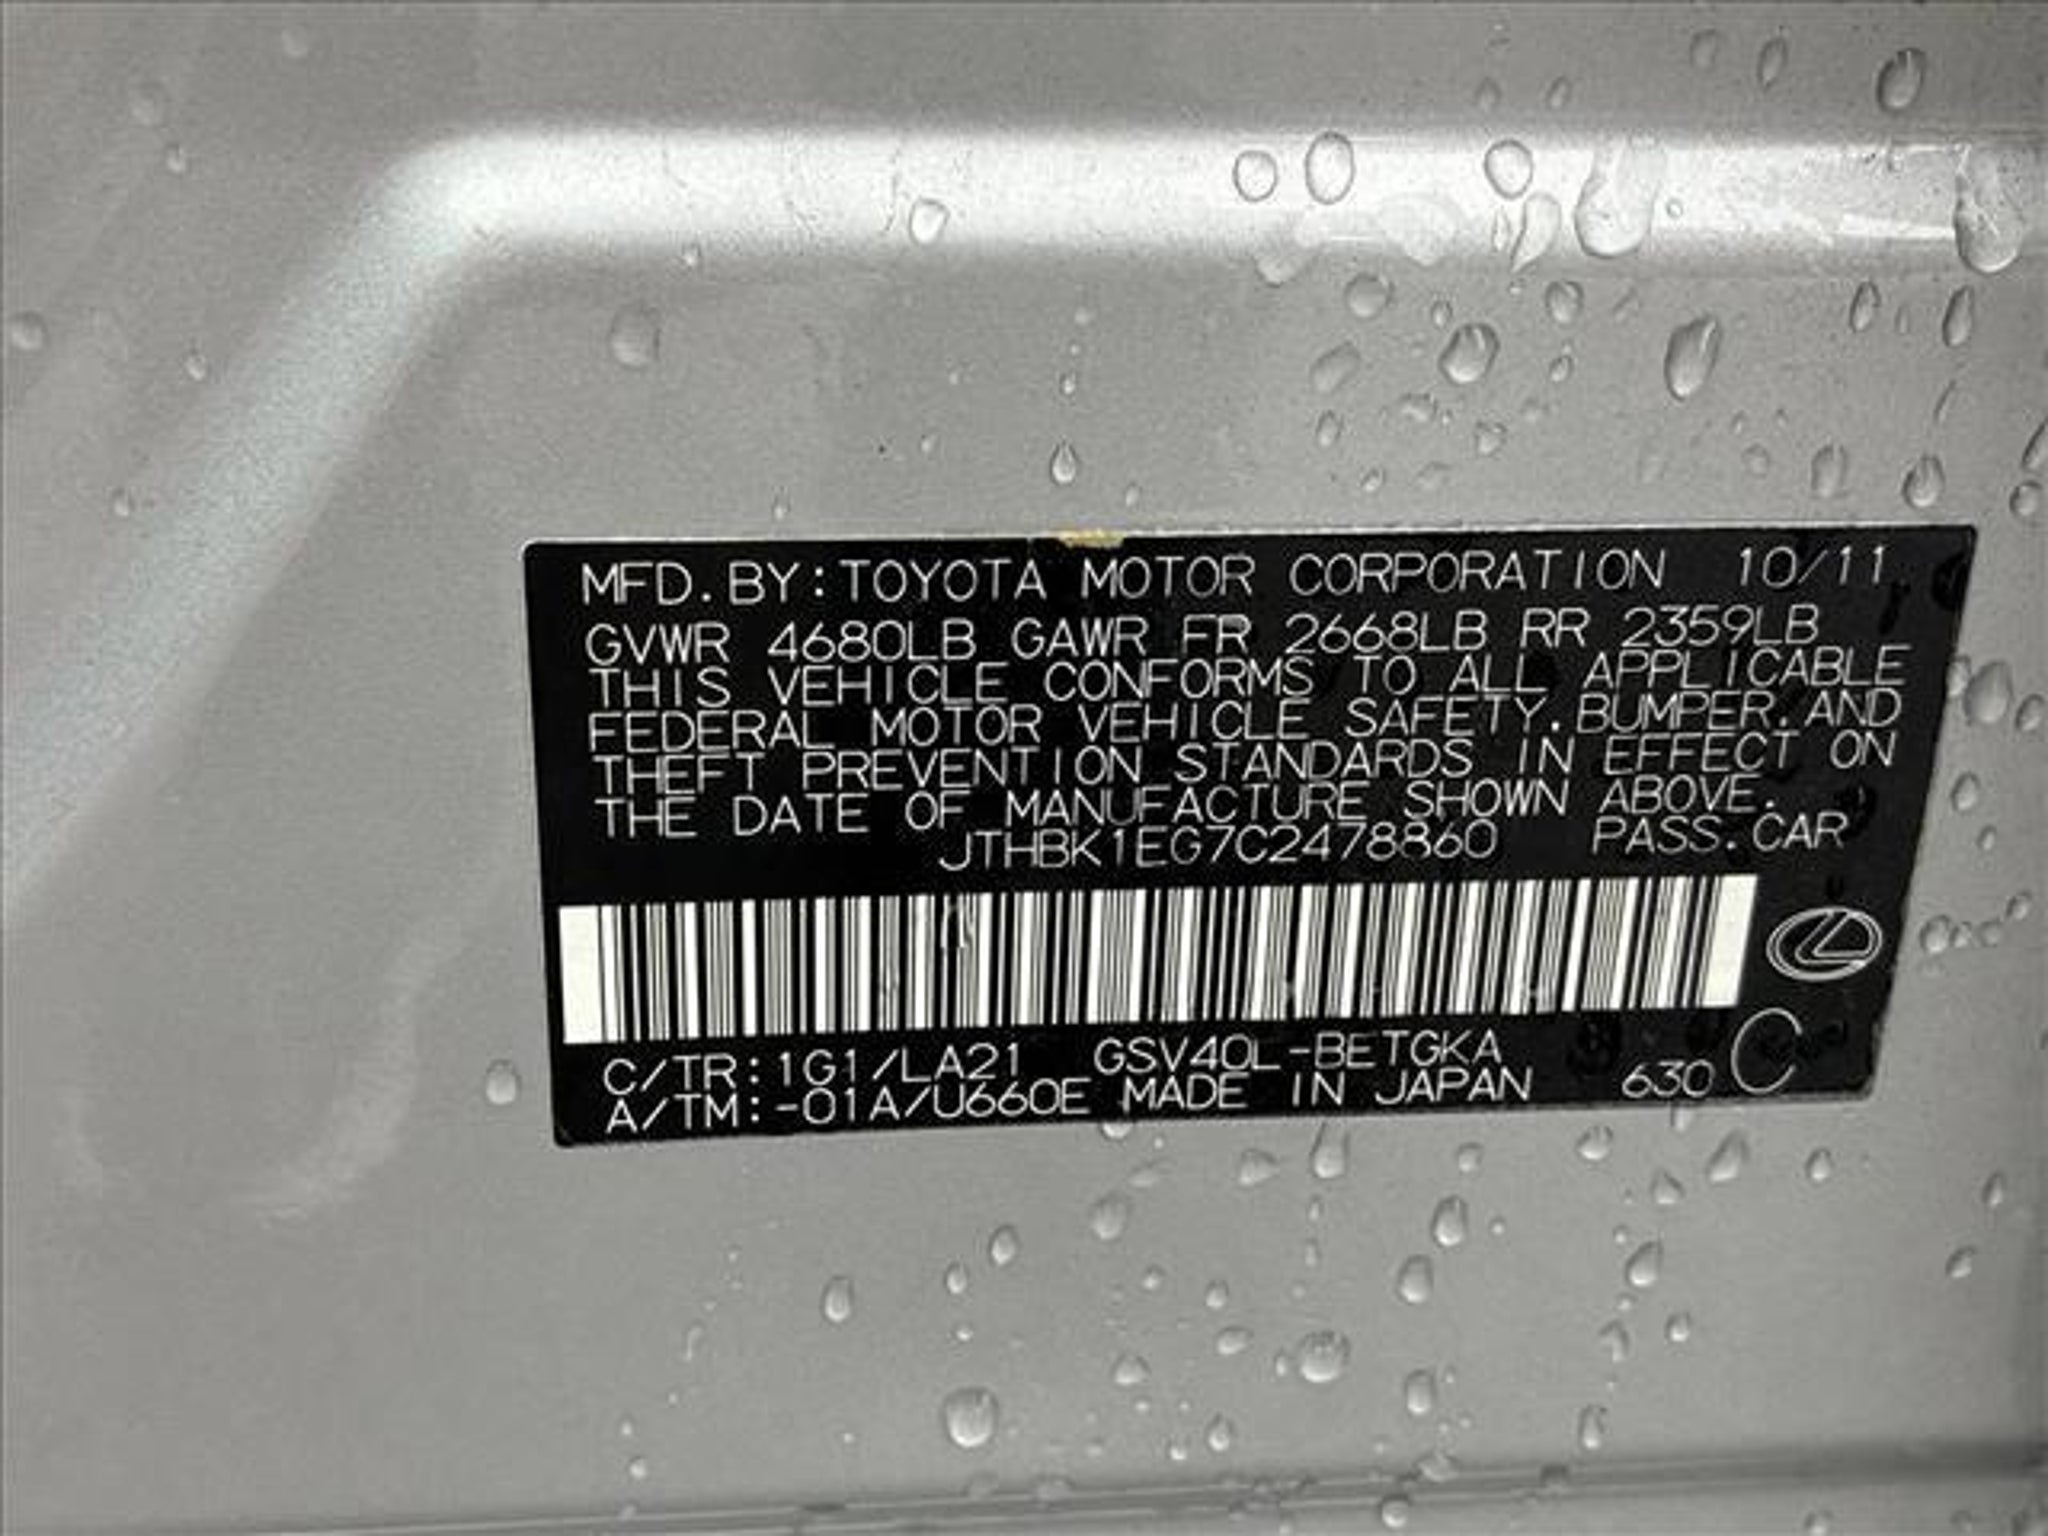 MFD.BY:TOYOTA MOTOR CORPORATION 10/11
GVWR 4680LB GAWR FR 2668LB RR 2359LB
THIS VEHICLE CONFORMS TO ALL APPLICABLE
FEDERAL MOTOR VEHICLE SAFETY.BUMPER.AND
THEFT PREVENTION STANDARDS IN EFFECT ON
THE DATE OF MANUFACTURE SHOWN ABOVE.
JTHBK1EG7C2478860 PASS.CAR
C/TR:1G1/LA21 GSV40L-BETGKA
A/TM:-01A/U660E MADE IN JAPAN 630 C